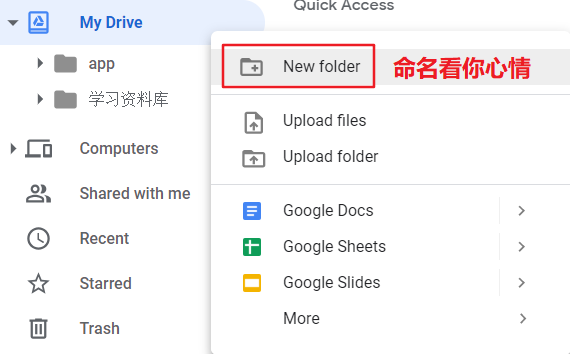 Quick Access
My Drive
app
学习资料库
Computers
Shared with me
Recent
Starred
Trash
New folder
命名看你心情
Upload files
Upload folder
Google Docs
Google Sheets
Google Slides
More